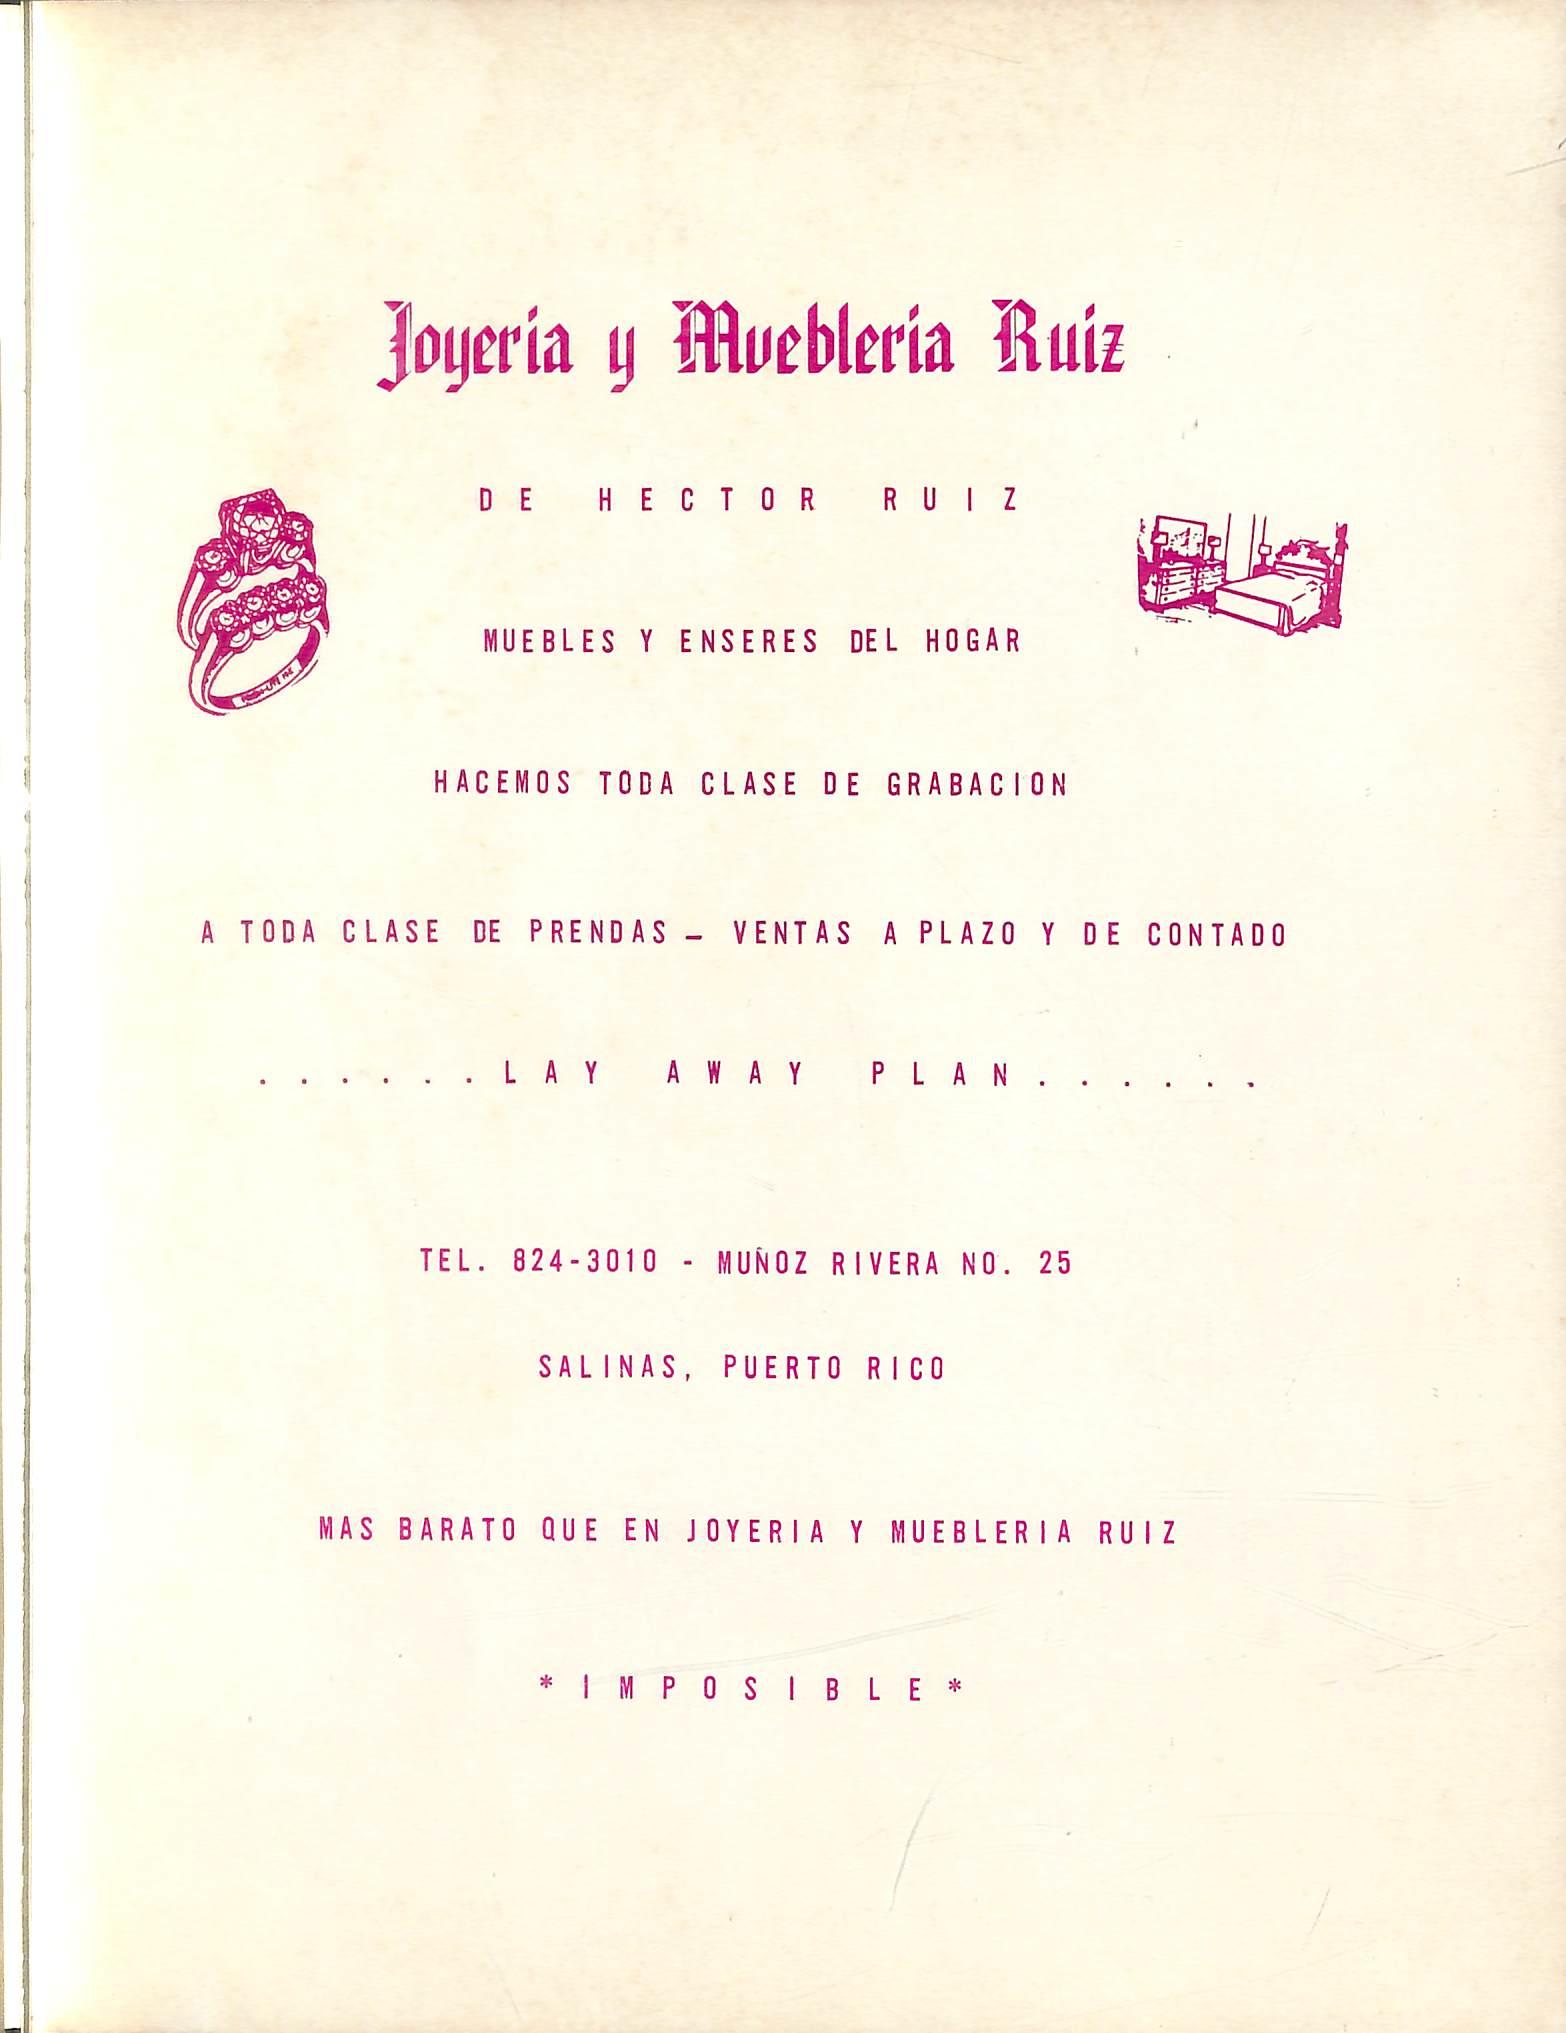 Joyeria y Muebleria Ruiz
DE HECTOR RUIZ
MUEBLES Y ENSERES DEL HOGAR
HACEMOS TODA CLASE DE GRABACION
A TODA CLASE DE PRENDAS – VENTAS A PLAZO Y DE CONTADO
......LAY AWAY PLAN......
TEL. 824-3010 - MUÑOZ RIVERA NO. 25
SALINAS, PUERTO RICO
MAS BARATO QUE EN JOYERIA Y MUEBLERIA RUIZ
*IMPOSIBLE*